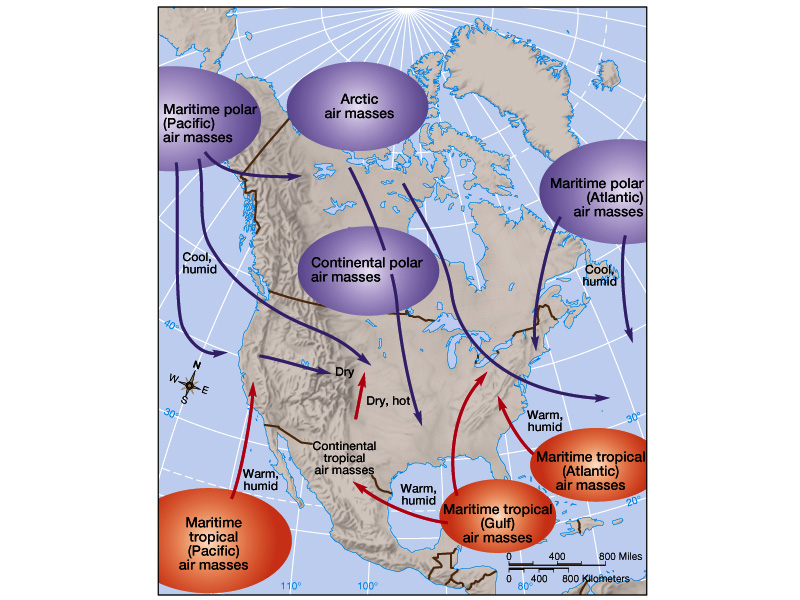 Arctic
air masses
Maritime polar
(Pacific)
air masses
Maritime polar
(Atlantic)
air masses
Continental polar
air masses
Cool,
humid
Cool,
humid
40°
N
W
E
S
Dry
Dry, hot
30°
30°
Warm,
humid
Continental
tropical
air masses
Maritime tropical
(Atlantic)
air masses
Warm,
humid
Warm,
humid
20°
Maritime tropical
(Gulf)
air masses
Maritime
tropical
(Pacific)
air masses
0 400 800 Miles
0 400 800 Kilometers
110°
100°
80°